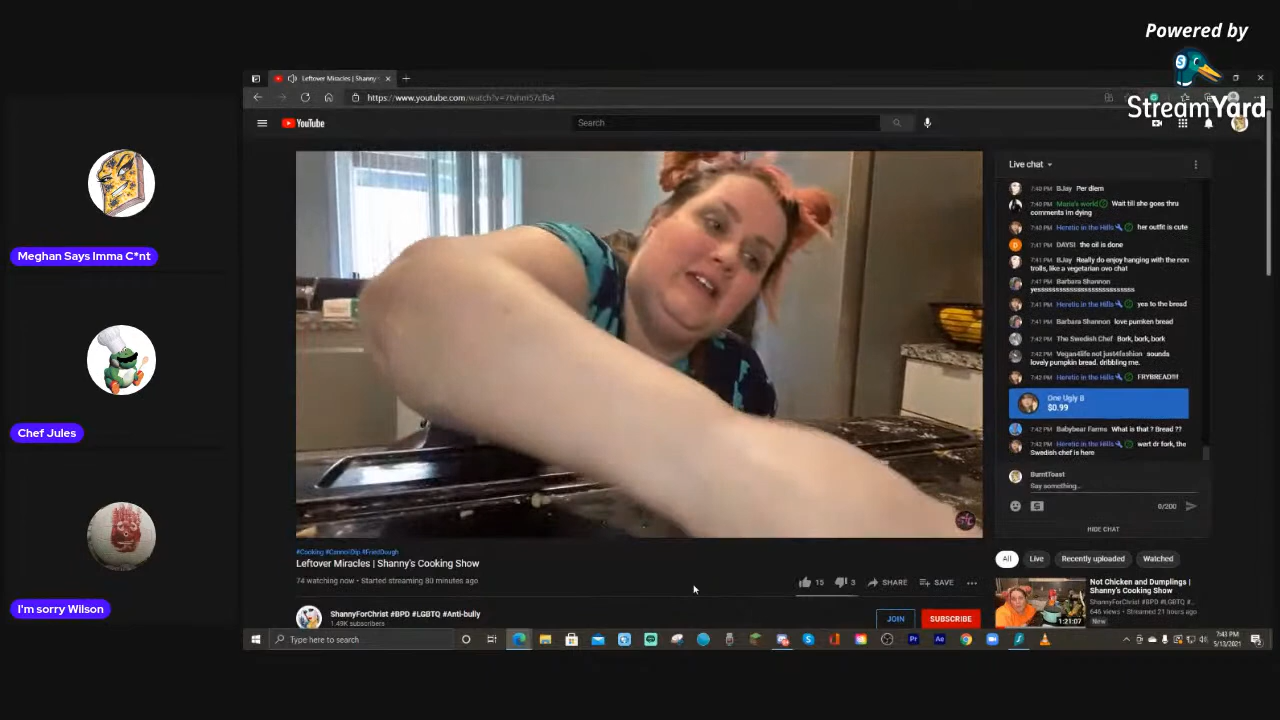 Powered by
StreamYard
Leftover Miracles | Shanny'
https://www.youtube.com/watch?v=7tvhnt57cfb4
YouTube
Search
Meghan Says Imma C*nt
Chef Jules
I'm sorry Wilson
Live chat
7:40 PM BJay Per diem
Maria's world Wait till she goes thru
comments im dying
7:40 PM Heretic in the Hills her outfit is cute
7:41 PM DAYS! the oil is done
7:41 PM BJay Really do enjoy hanging with the non
trolls, like a vegetarian ovo chat
7:41 PM Barbara Shannon
7:41 PM Heretic in the Hills yes to the bread
7:41 PM Barbara Shannon love pumken bread
7:42 PM The Swedish Chef Bork, bork, bork
7:42 PM Vegan4life not just4fashion sounds
lovely pumpkin bread. dribbling me.
7:42 PM Heretic in the Hills FRYBREAD!!!
One Ugly B
$0.99
7:42 PM Babybear Farms What is that ? Bread ??
7:42 PM Heretic in the Hills wert dr fork, the
Swedish chef is here
BurntToast
Say something...
0/200
HIDE CHAT
#Cooking #CannoliDip #FriedDough
Leftover Miracles | Shanny's Cooking Show
74 watching now • Started streaming 80 minutes ago
15
3
SHARE
SAVE
ShannyForChrist #BPD #LGBTQ #Anti-bully
1.49K subscribers
JOIN
SUBSCRIBE
All
Live
Recently uploaded
Watched
Not Chicken and Dumplings |
Shanny's Cooking Show
ShannyForChrist #BPD #LGBTQ #...
646 views • Streamed 21 hours ago
New
1:21:07
Type here to search
7:43 PM
5/13/2021